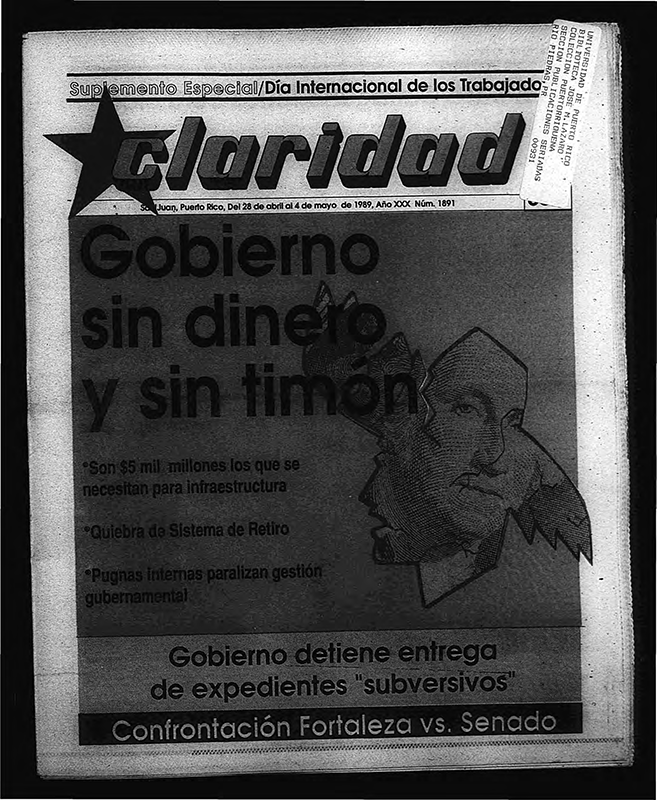 Suplemento Especial/Día Internacional de los Trabajado
UNIVERSIDAD DE PUERTO RICO
BIBLIOTECA JOSE M. LAZARO
COLECCION PUERTORRIQUENA
SECCION PUBLICACIONES SERIADAS
RIO PIEDRAS, PR 00931
claridad
San Juan, Puerto Rico, Del 28 de abril al 4 de mayo de 1989, Año XXX Núm. 1891
Gobierno
sin dinero
y sin timón
*Son $5 mil millones los que se
necesitan para infraestructura
*Quiebra de Sistema de Retiro
*Pugnas internas paralizan gestión
gubernamental
Gobierno detiene entrega
de expedientes "subversivos"
Confrontación Fortaleza vs. Senado